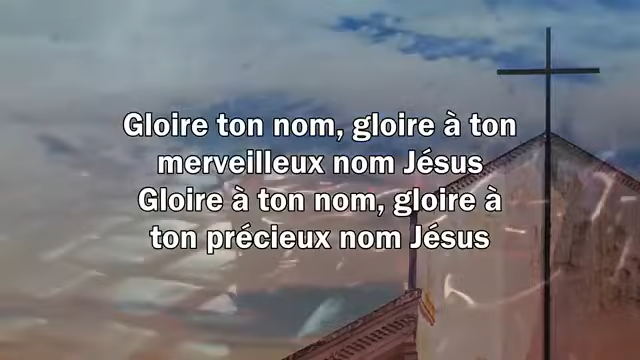 Gloire ton nom, gloire à ton
merveilleux nom Jésus
Gloire à ton nom, gloire à
ton précieux nom Jésus